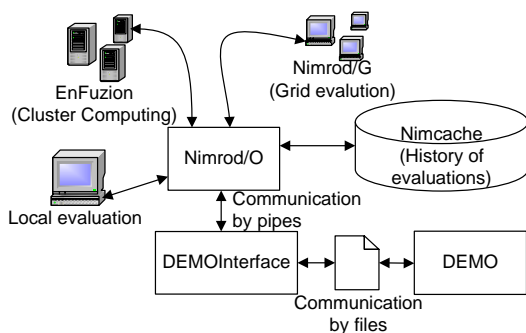 EnFuzion
(Cluster Computing)
Nimrod/G
(Grid evalution)
Nimrod/O
Nimcache
(History of
evaluations)
Local evaluation
Communication
by pipes
DEMOInterface
DEMO
Communication
by files